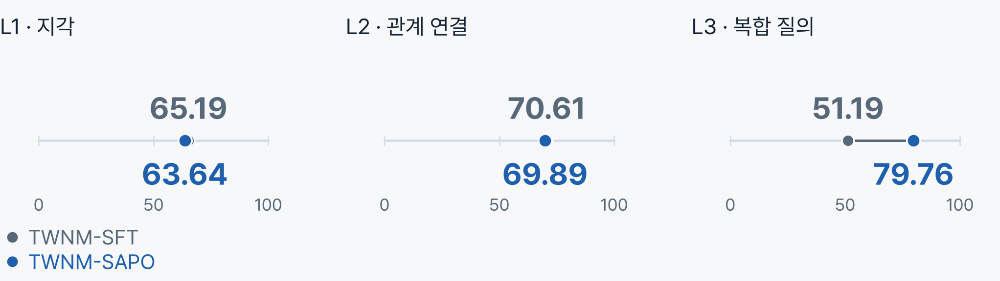 L1 · 지각
65.19
63.64
0 50 100
L2 · 관계 연결
70.61
69.89
0 50 100
L3 · 복합 질의
51.19
79.76
0 50 100
TWNM-SFT
TWNM-SAPO